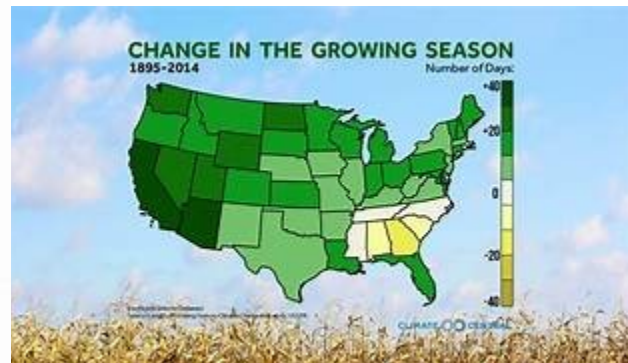 CHANGE IN THE GROWING SEASON
1895-2014
Number of Days:
+40
+20
0
-20
-40
CLIMATE CENTRAL